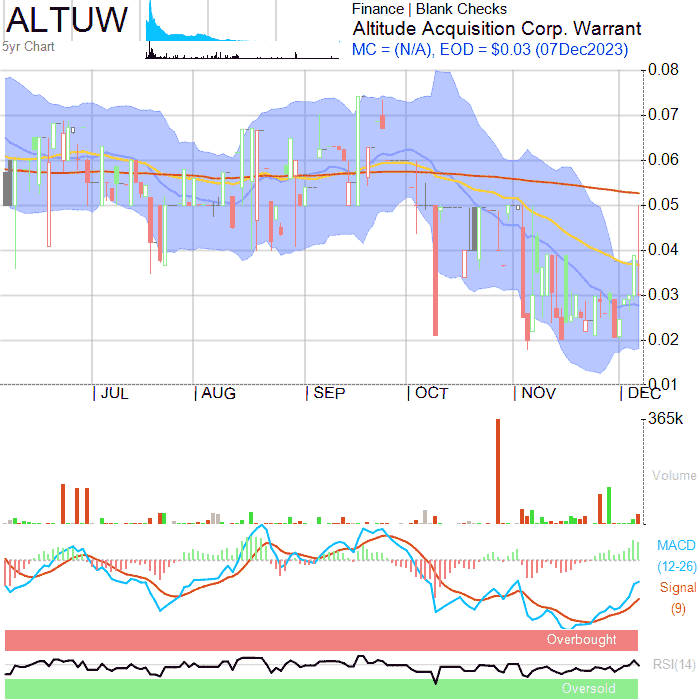 ALTUW
5yr Chart
Finance | Blank Checks
Altitude Acquisition Corp. Warrant
MC = (N/A), EOD = $0.03 (07Dec2023)
0.08
0.07
0.06
0.05
0.04
0.03
0.02
0.01
JUL
AUG
SEP
OCT
NOV
DEC
365k
Volume
MACD
(12-26)
Signal
(9)
Overbought
RSI(14)
Oversold